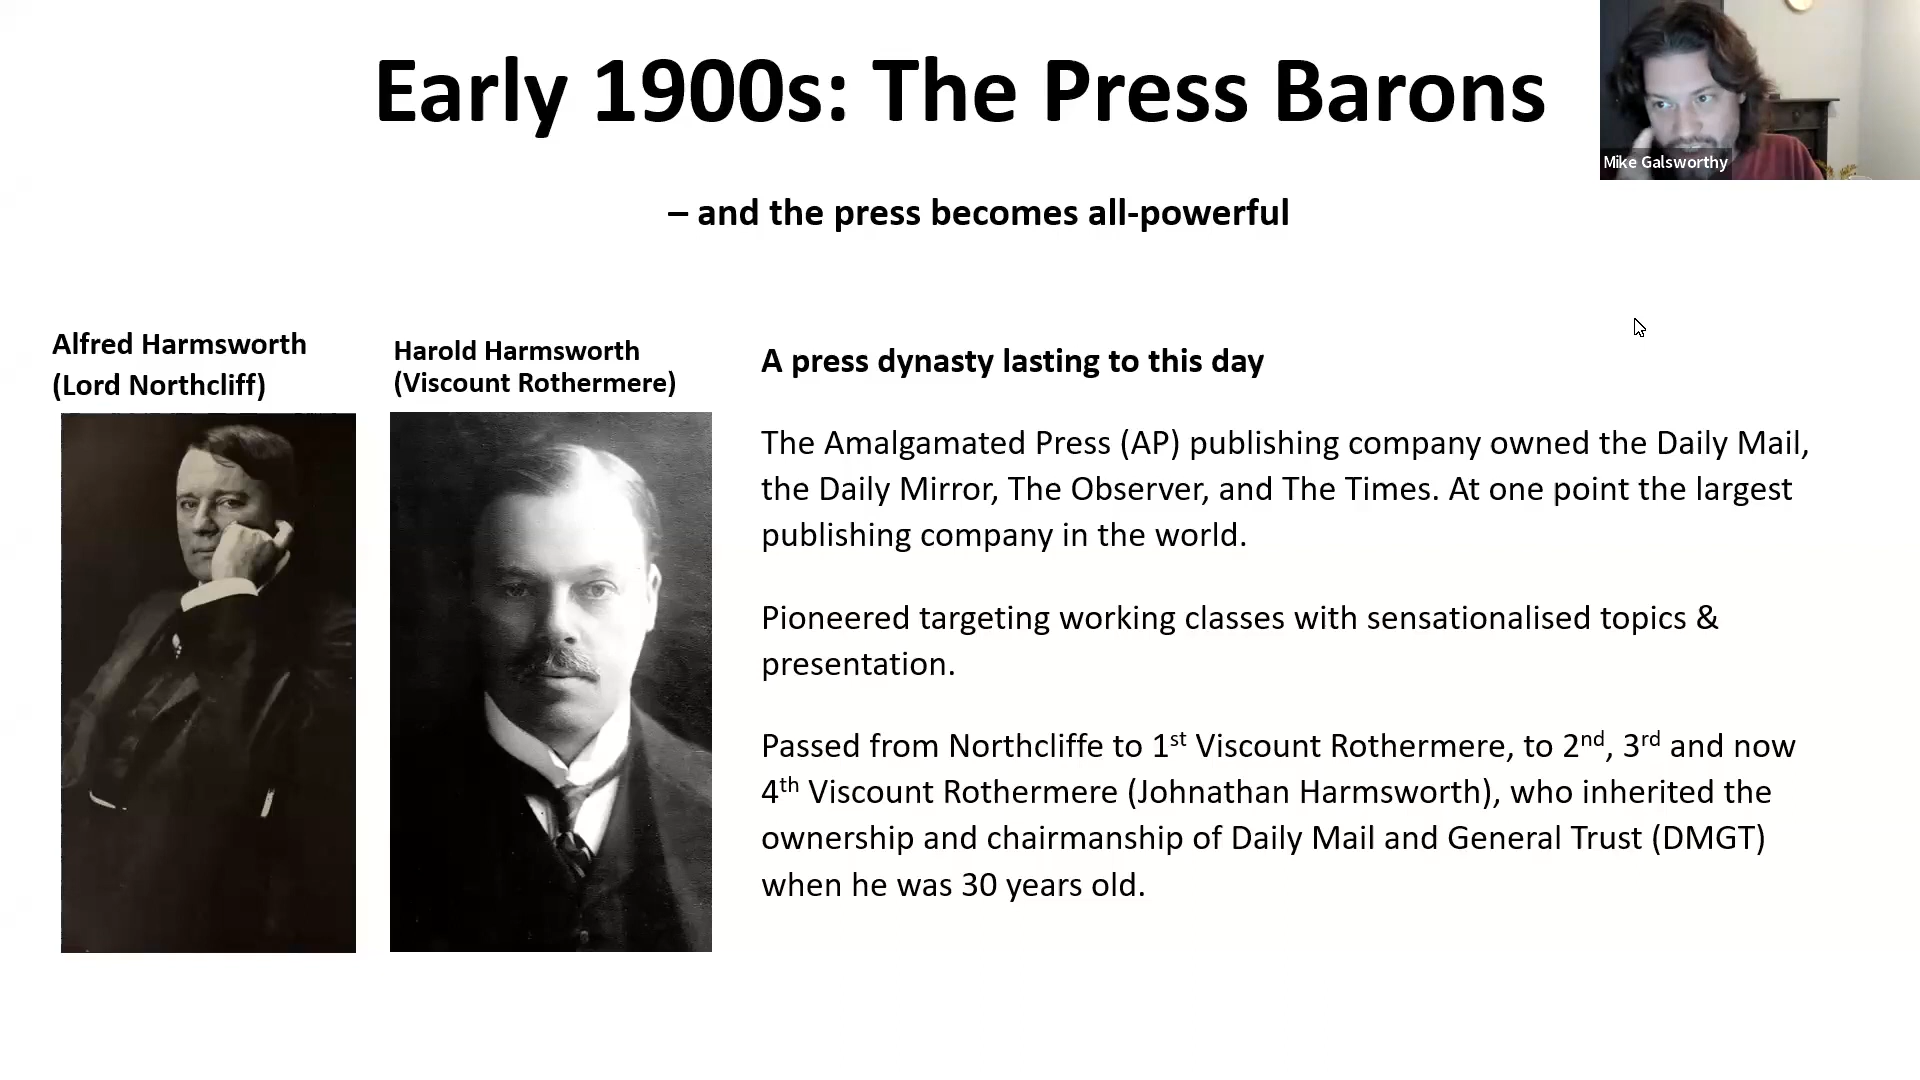 Early 1900s: The Press Barons
Mike Galsworthy
– and the press becomes all-powerful
Alfred Harmsworth
(Lord Northcliff)
Harold Harmsworth
(Viscount Rothermere)
A press dynasty lasting to this day
The Amalgamated Press (AP) publishing company owned the Daily Mail,
the Daily Mirror, The Observer, and The Times. At one point the largest
publishing company in the world.
Pioneered targeting working classes with sensationalised topics &
presentation.
Passed from Northcliffe to 1st Viscount Rothermere, to 2nd, 3rd and now
4th Viscount Rothermere (Johnathan Harmsworth), who inherited the
ownership and chairmanship of Daily Mail and General Trust (DMGT)
when he was 30 years old.